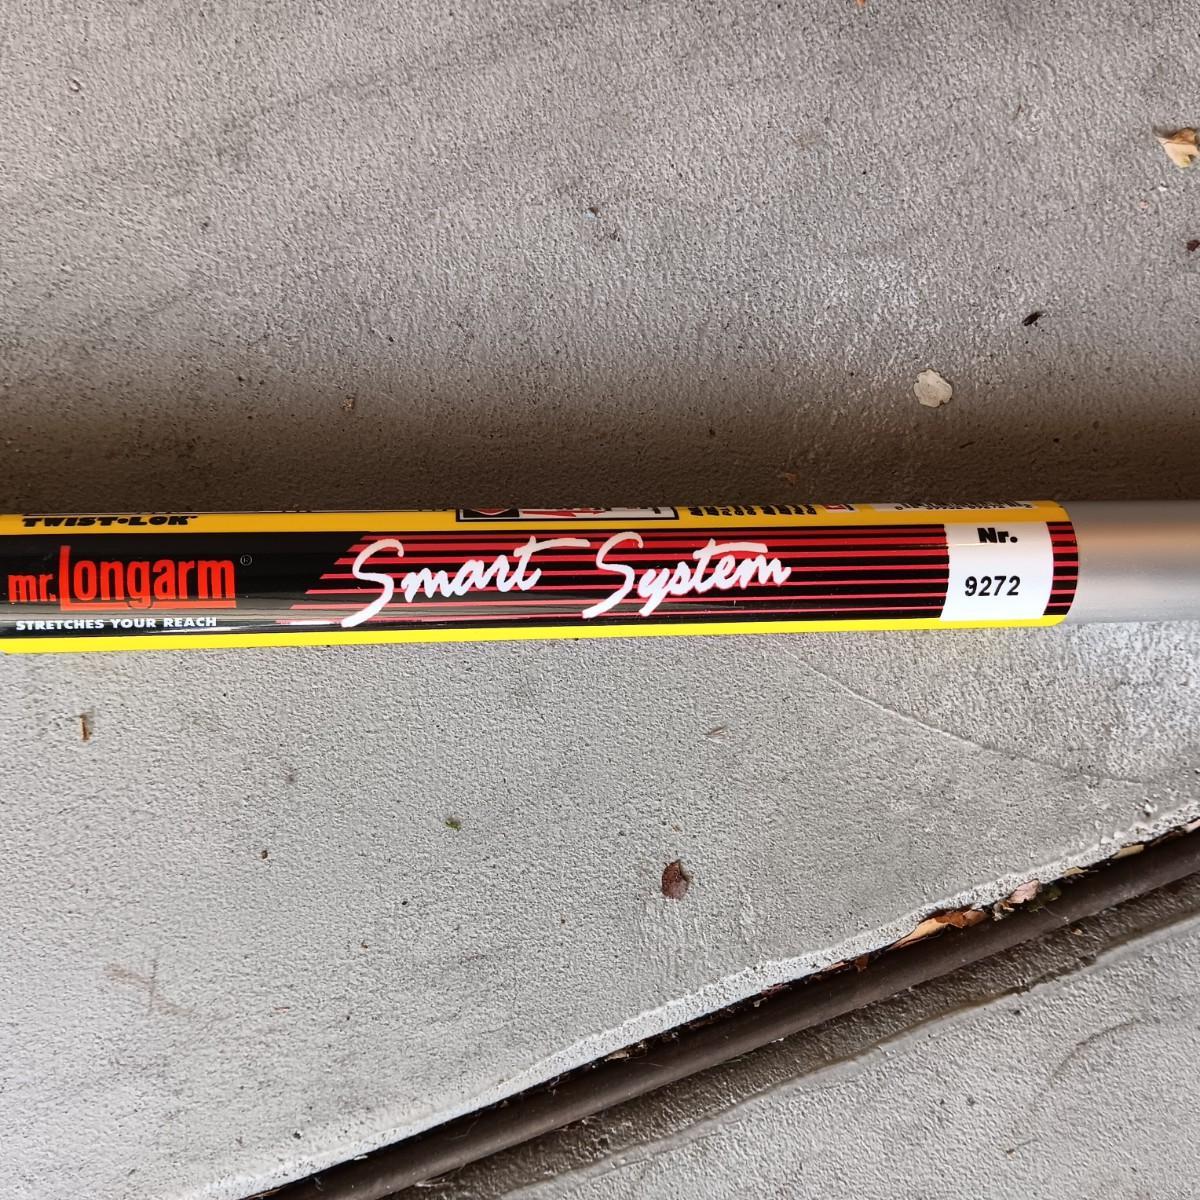 TWIST•LOK
mr.Longarm®
STRETCHES YOUR REACH
Smart System
Nr.
9272